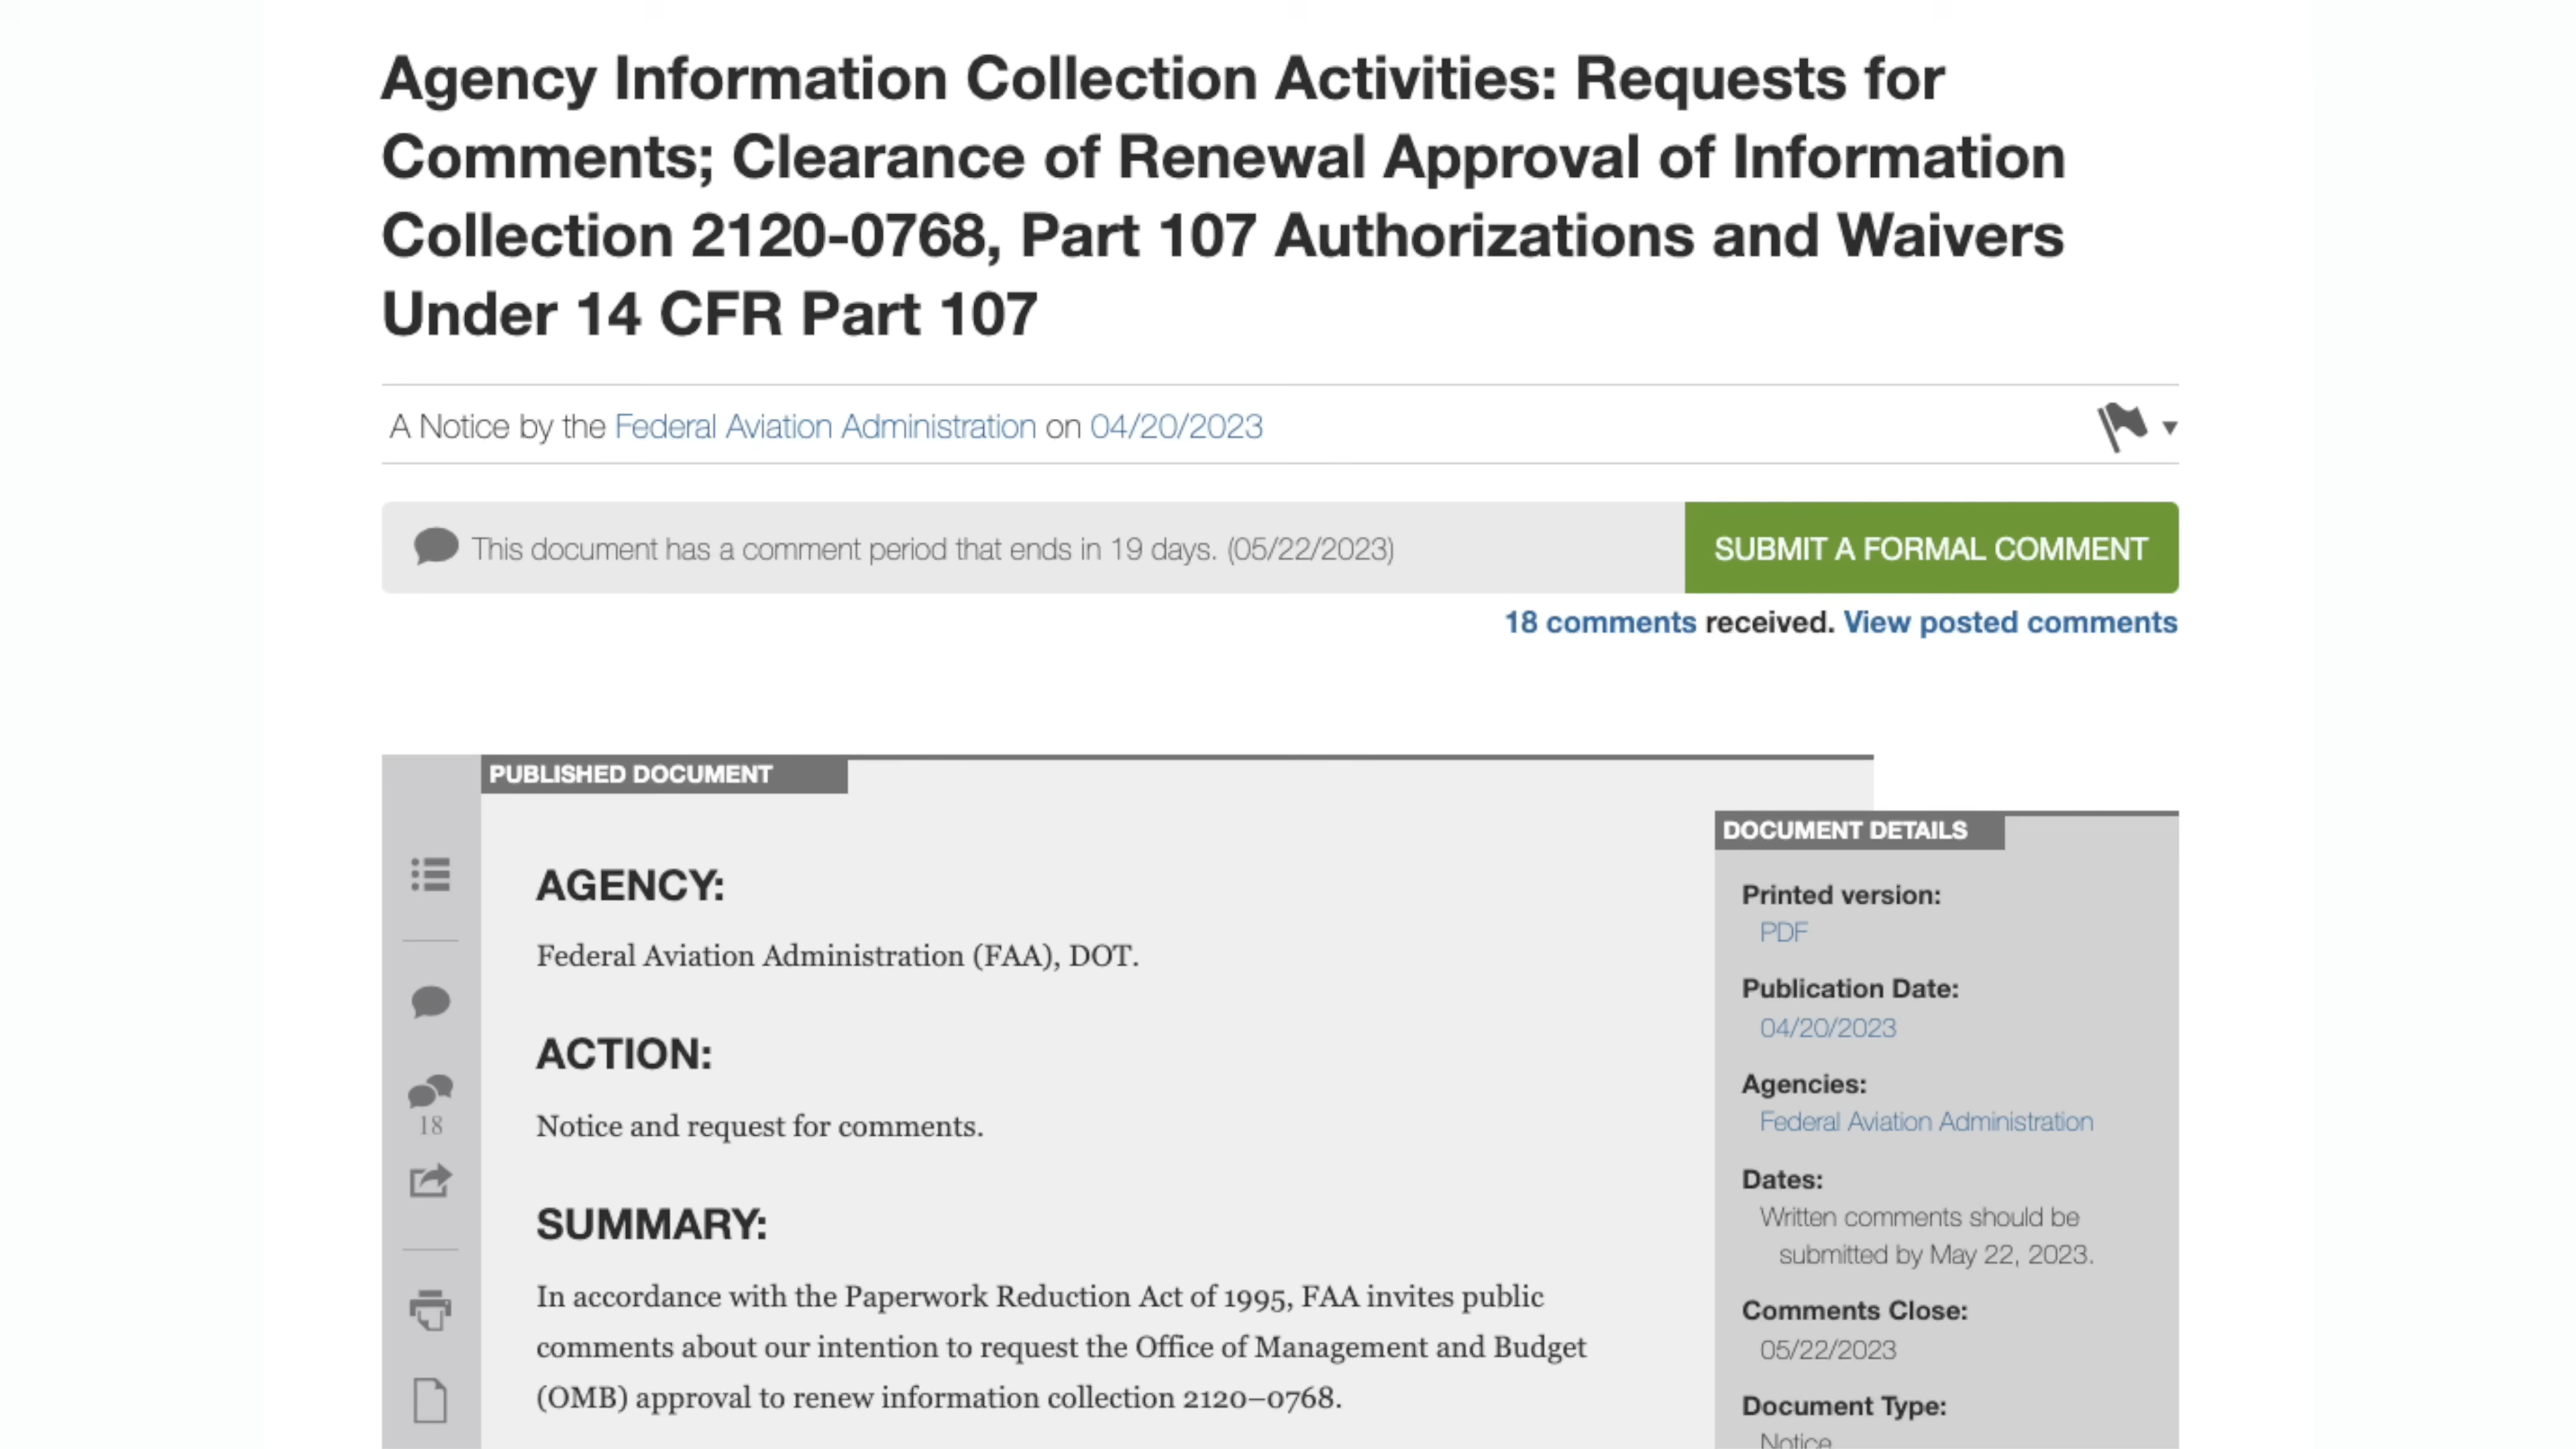 Agency Information Collection Activities: Requests for
Comments; Clearance of Renewal Approval of Information
Collection 2120-0768, Part 107 Authorizations and Waivers
Under 14 CFR Part 107
A Notice by the Federal Aviation Administration on 04/20/2023
This document has a comment period that ends in 19 days. (05/22/2023)
SUBMIT A FORMAL COMMENT
18 comments received. View posted comments
PUBLISHED DOCUMENT
18
AGENCY:
Federal Aviation Administration (FAA), DOT.
ACTION:
Notice and request for comments.
SUMMARY:
In accordance with the Paperwork Reduction Act of 1995, FAA invites public
comments about our intention to request the Office of Management and Budget
(OMB) approval to renew information collection 2120–0768.
DOCUMENT DETAILS
Printed version:
PDF
Publication Date:
04/20/2023
Agencies:
Federal Aviation Administration
Dates:
Written comments should be
submitted by May 22, 2023.
Comments Close:
05/22/2023
Document Type:
Notice